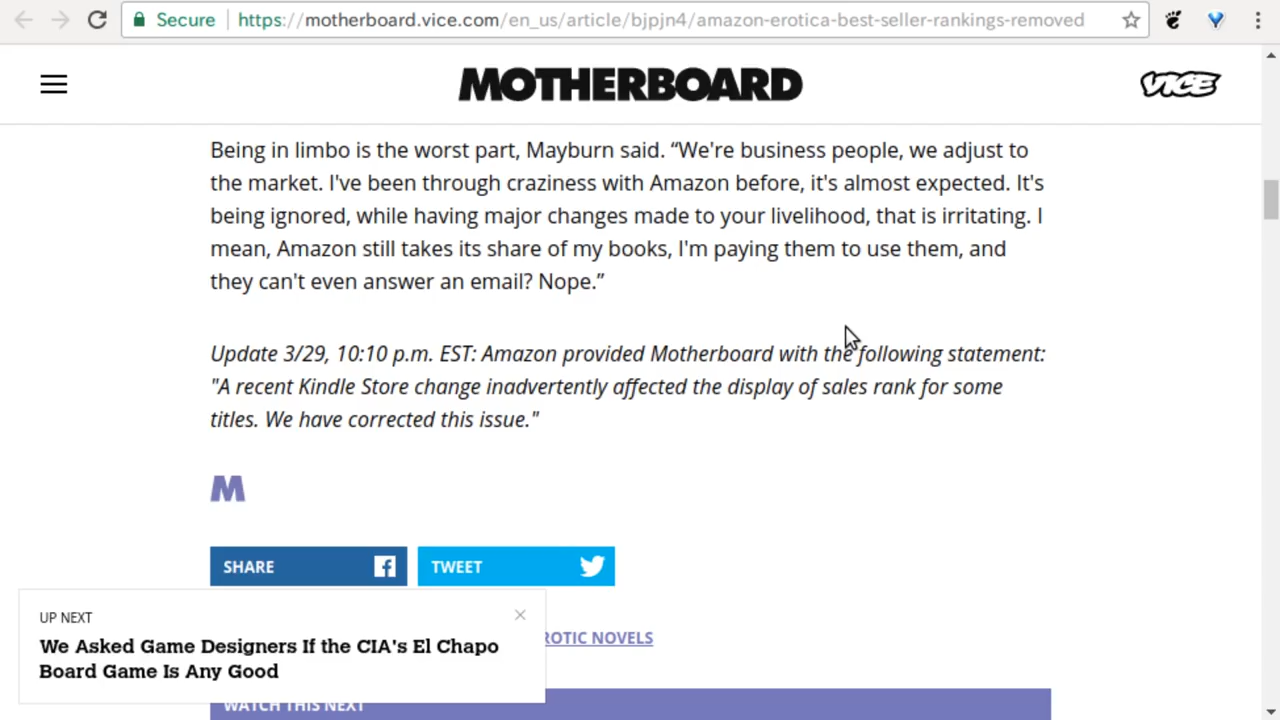 Secure https://motherboard.vice.com/en_us/article/bjpjn4/amazon-erotica-best-seller-rankings-removed
MOTHERBOARD
VICE
Being in limbo is the worst part, Mayburn said. “We're business people, we adjust to
the market. I've been through craziness with Amazon before, it's almost expected. It's
being ignored, while having major changes made to your livelihood, that is irritating. I
mean, Amazon still takes its share of my books, I'm paying them to use them, and
they can't even answer an email? Nope.”
Update 3/29, 10:10 p.m. EST: Amazon provided Motherboard with the following statement:
"A recent Kindle Store change inadvertently affected the display of sales rank for some
titles. We have corrected this issue."
M
SHARE
TWEET
UP NEXT
We Asked Game Designers If the CIA's El Chapo
Board Game Is Any Good
ROTIC NOVELS
WATCH THIS NEXT